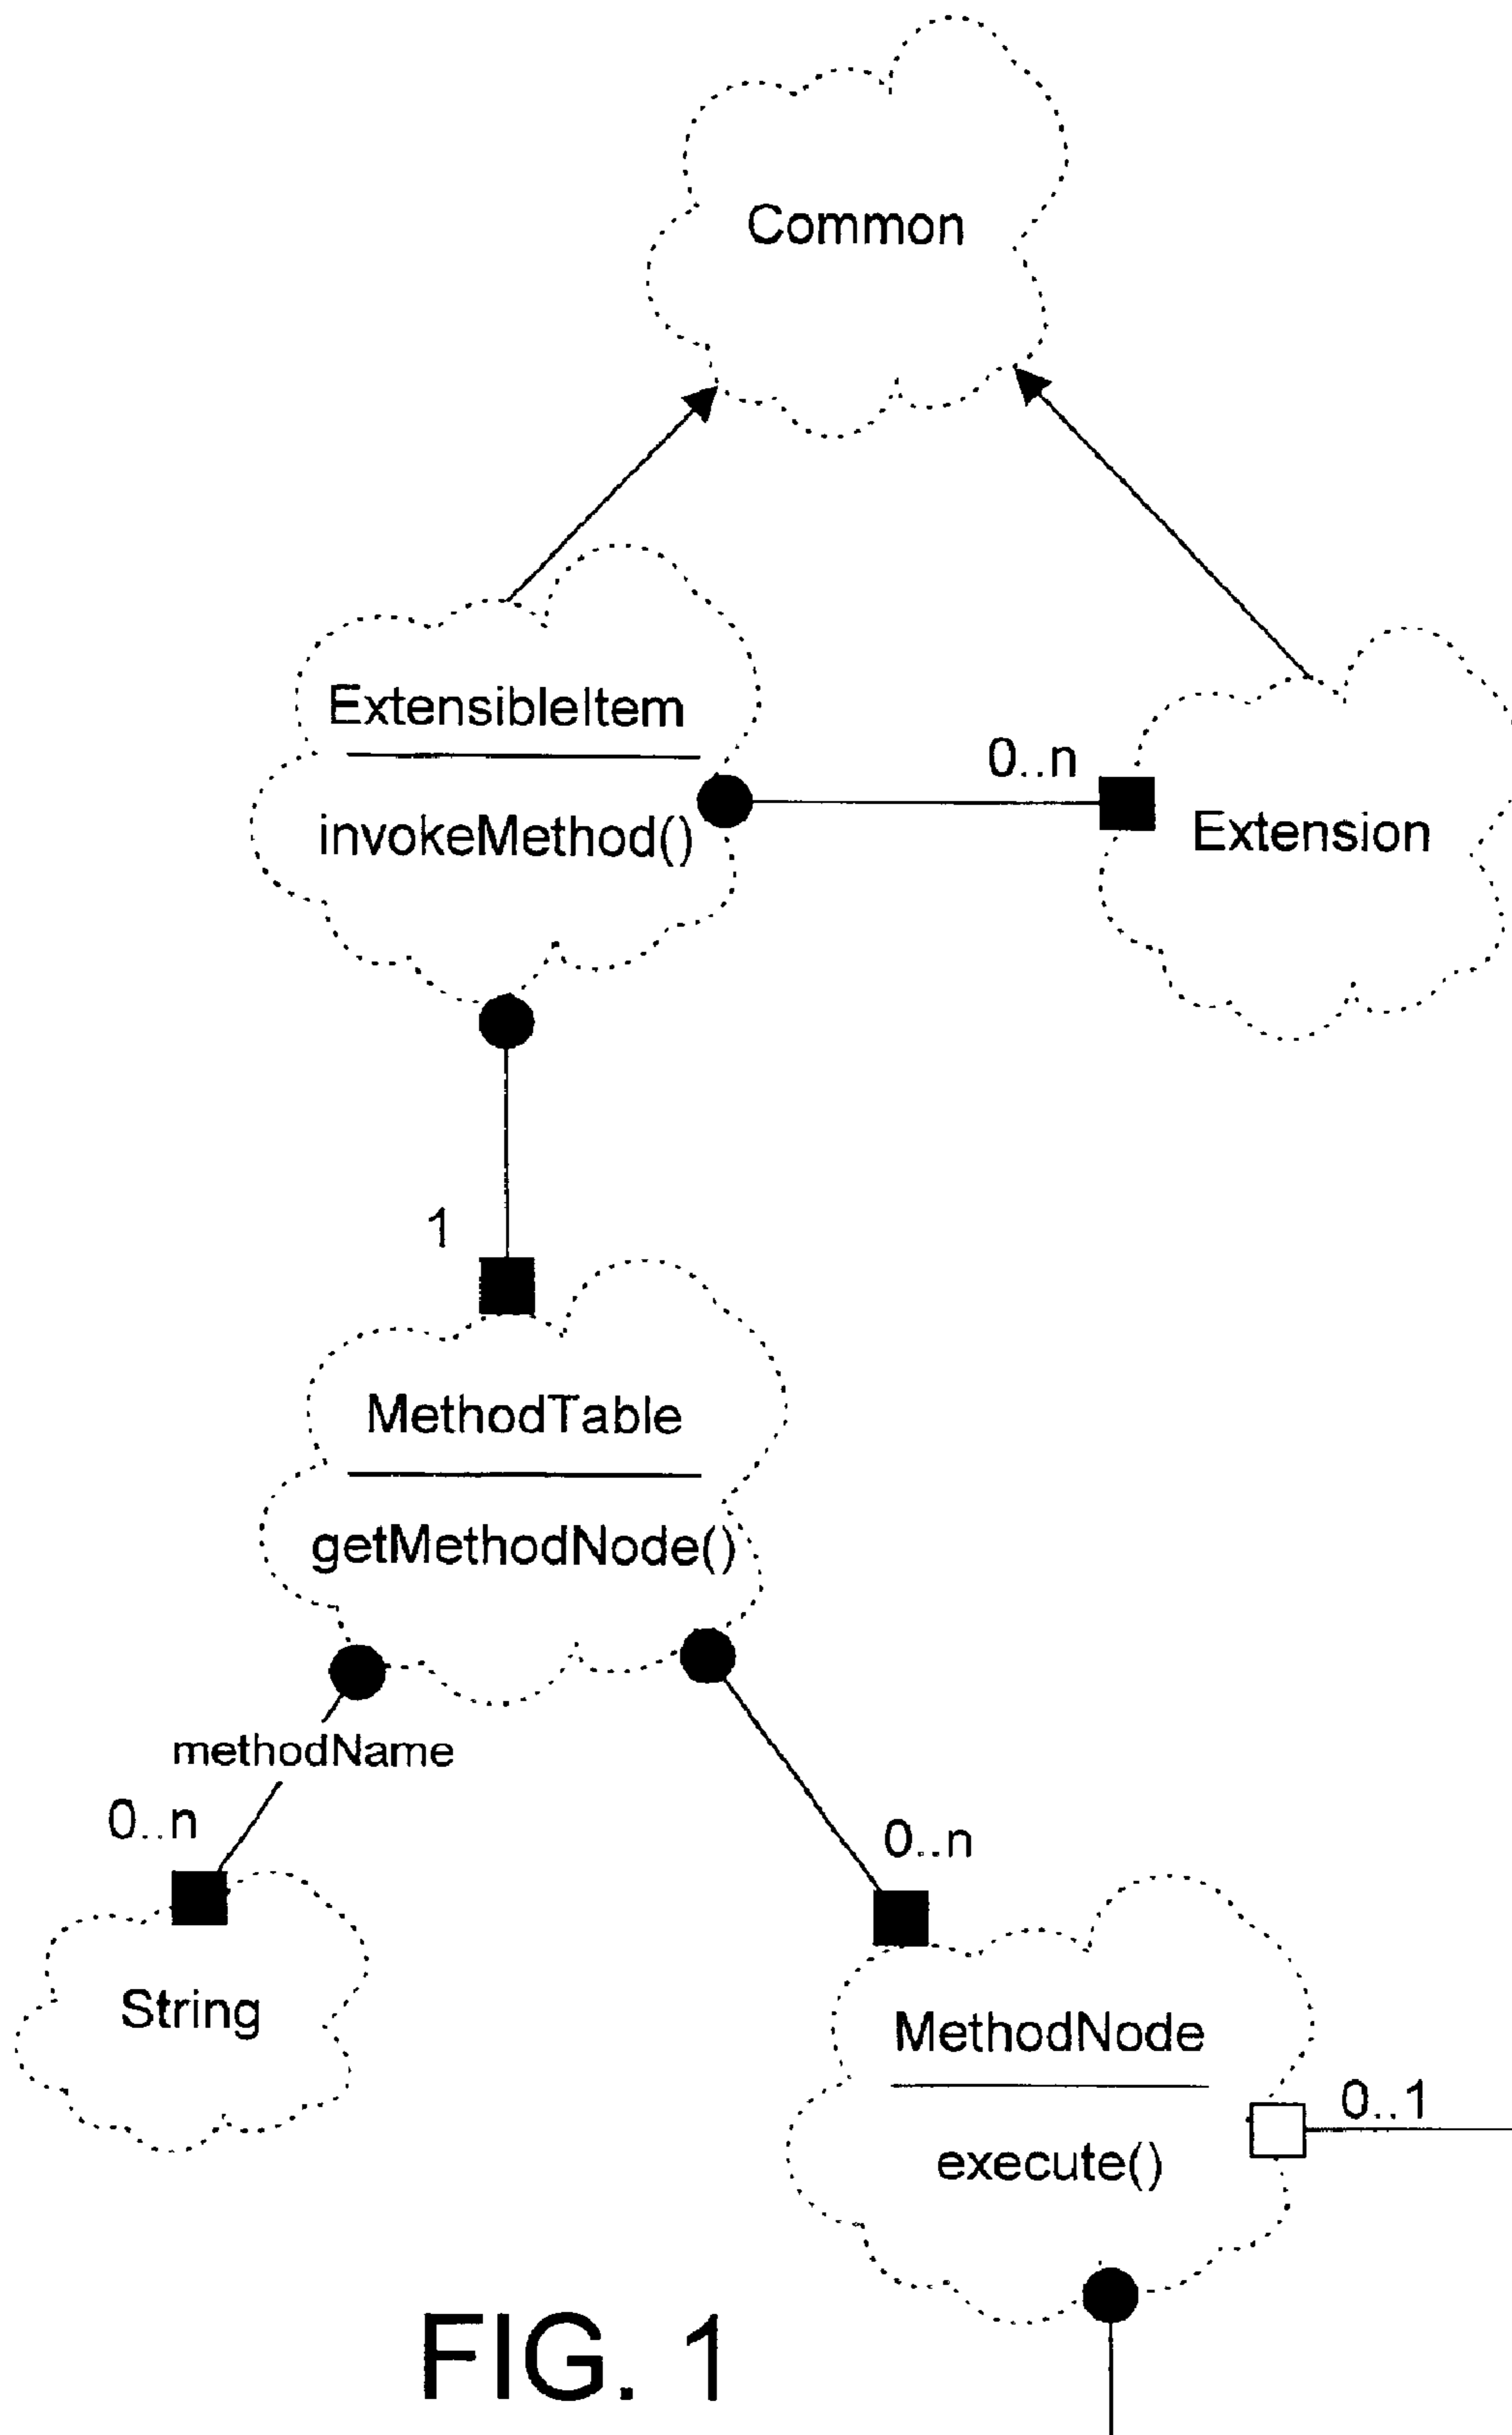 Common
ExtensibleItem
invokeMethod()
0..n
Extension
1
MethodTable
getMethodNode()
methodName
0..n
0..n
String
MethodNode
0..1
execute()
FIG. 1